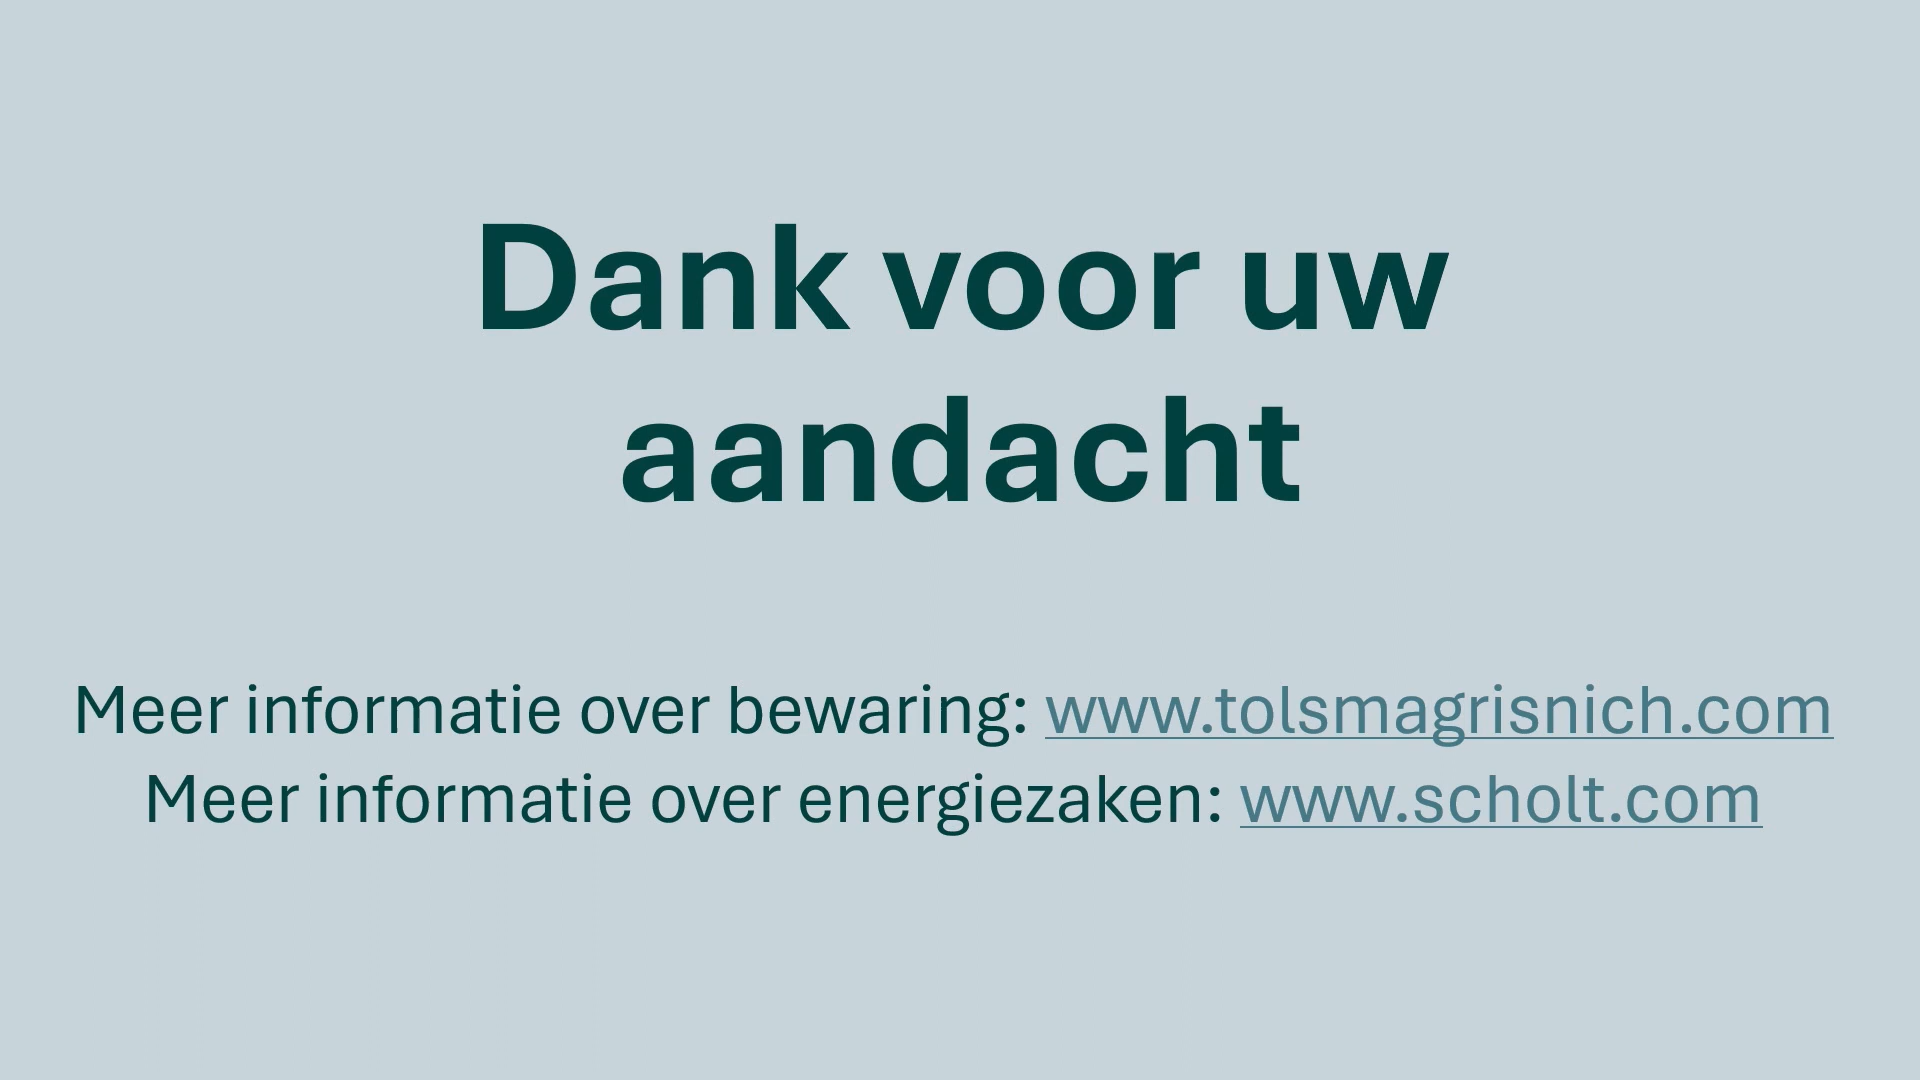 Dank voor uw
aandacht
Meer informatie over bewaring: www.tolsmagrisnich.com
Meer informatie over energiezaken: www.scholt.com